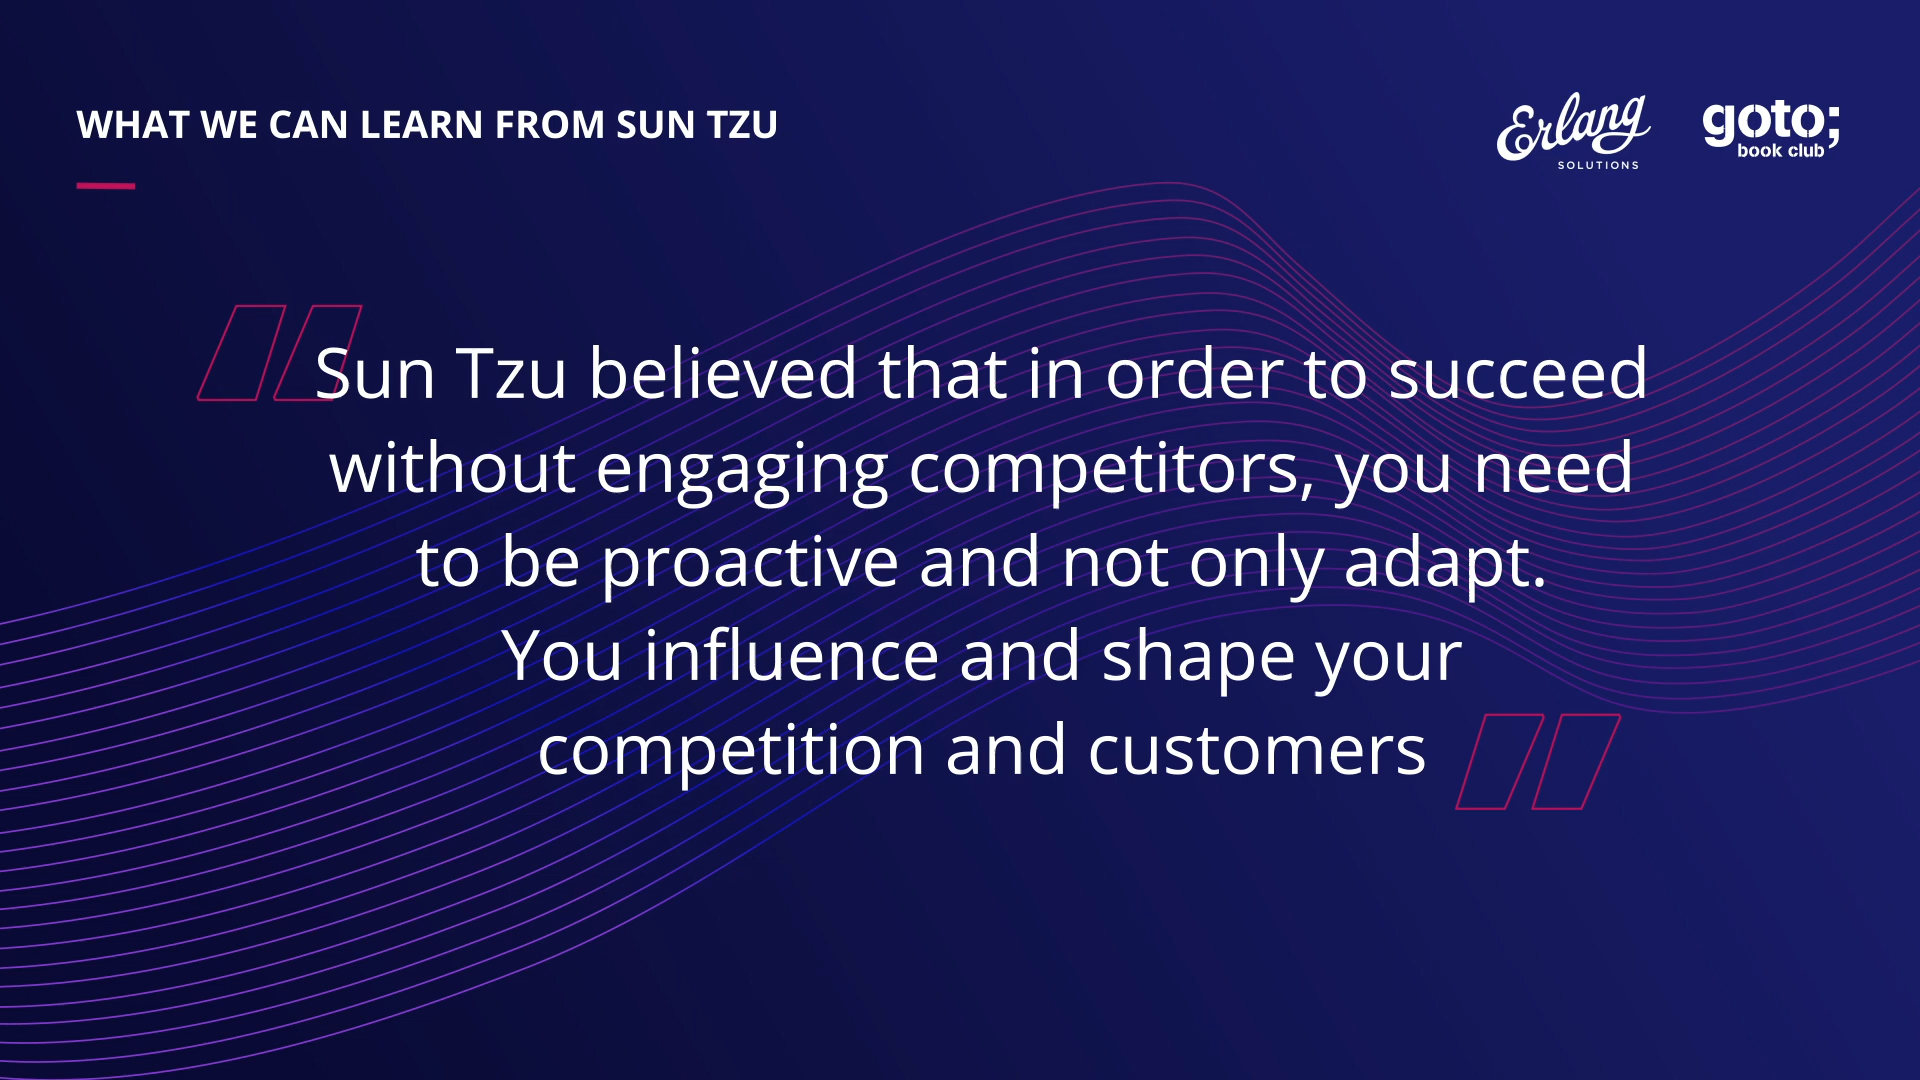 WHAT WE CAN LEARN FROM SUN TZU
Erlang
SOLUTIONS
goto;
book club
Sun Tzu believed that in order to succeed
without engaging competitors, you need
to be proactive and not only adapt.
You influence and shape your
competition and customers